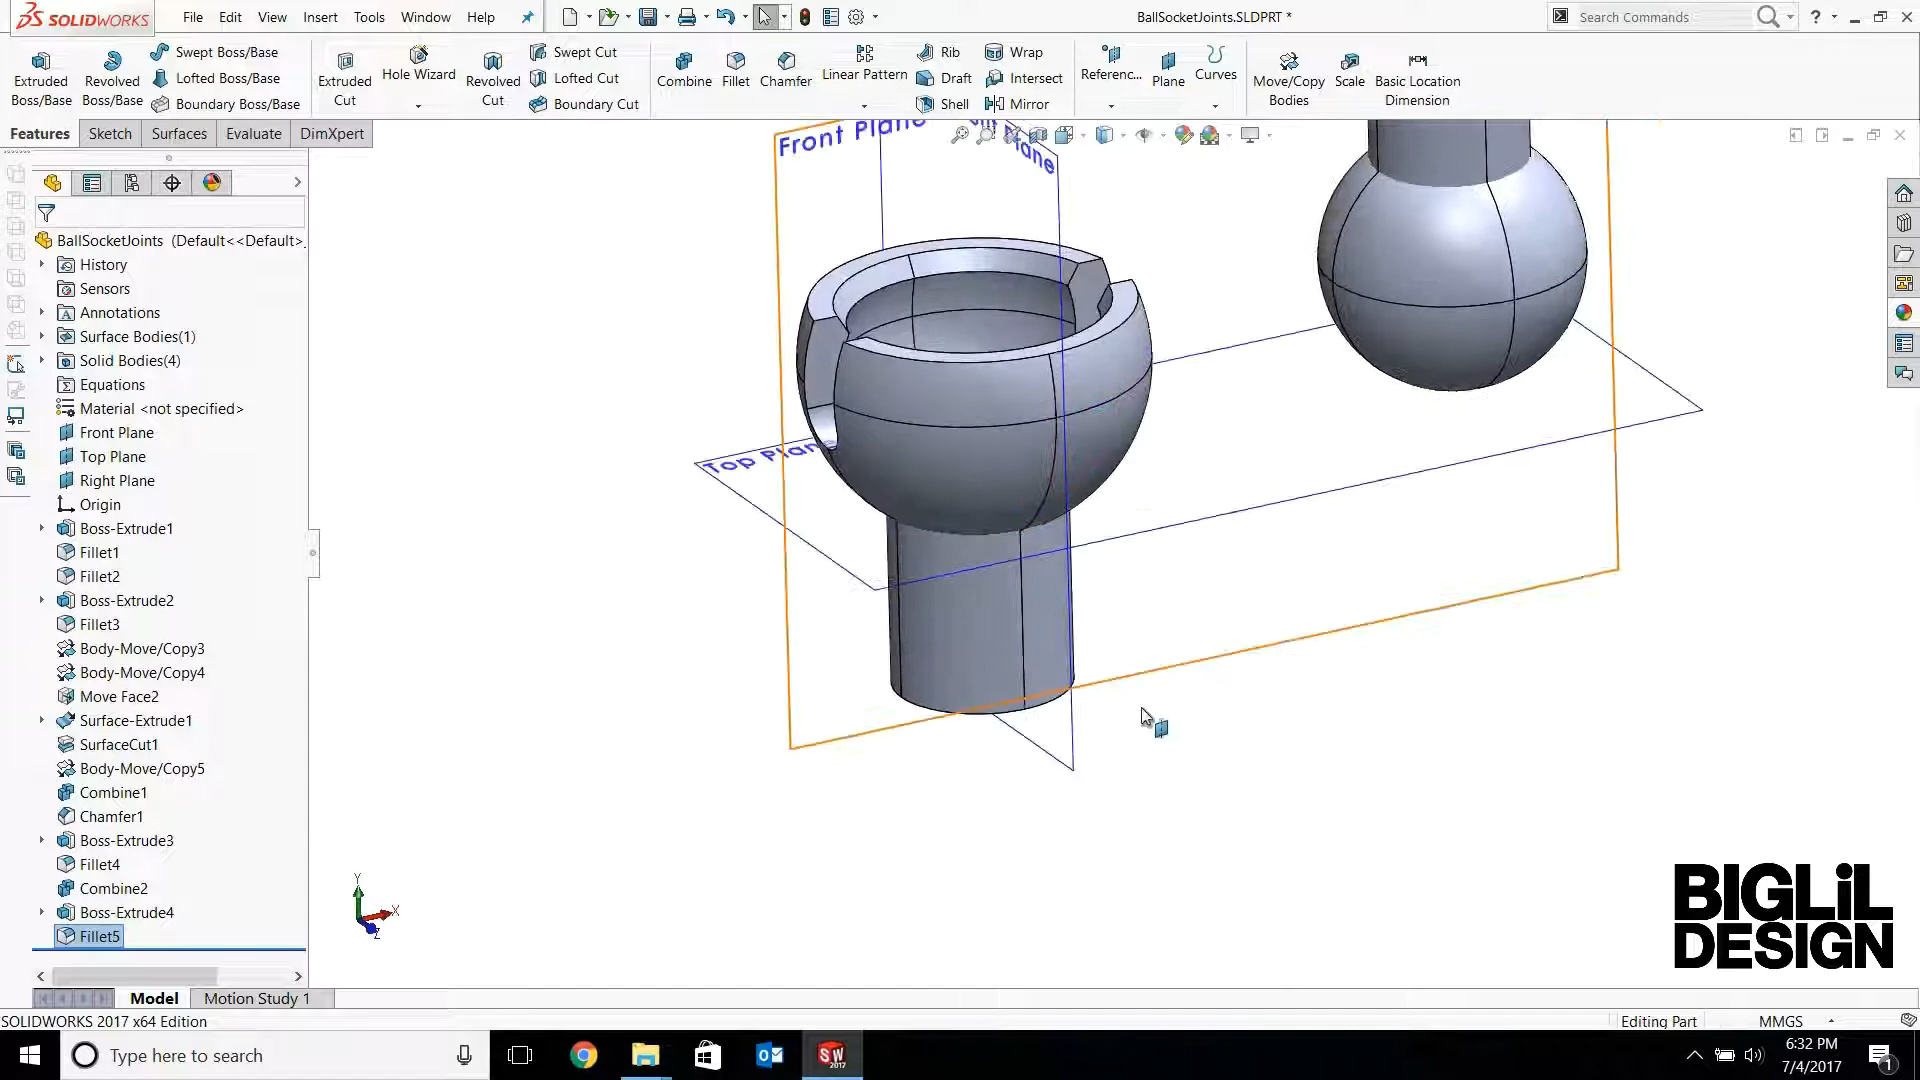 SOLIDWORKS
File Edit View Insert Tools Window Help
BallSocketJoints.SLDPRT *
Search Commands
Extruded Boss/Base
Revolved Boss/Base
Swept Boss/Base
Lofted Boss/Base
Boundary Boss/Base
Extruded Cut
Hole Wizard
Revolved Cut
Swept Cut
Lofted Cut
Boundary Cut
Combine
Fillet
Chamfer
Linear Pattern
Rib
Draft
Shell
Wrap
Intersect
Mirror
Referenc...
Plane
Curves
Move/Copy Bodies
Scale
Basic Location Dimension
Features Sketch Surfaces Evaluate DimXpert
BallSocketJoints (Default<<Default>_
History
Sensors
Annotations
Surface Bodies(1)
Solid Bodies(4)
Equations
Material <not specified>
Front Plane
Top Plane
Right Plane
Origin
Boss-Extrude1
Fillet1
Fillet2
Boss-Extrude2
Fillet3
Body-Move/Copy3
Body-Move/Copy4
Move Face2
Surface-Extrude1
SurfaceCut1
Body-Move/Copy5
Combine1
Chamfer1
Boss-Extrude3
Fillet4
Combine2
Boss-Extrude4
Fillet5
Front Plane
Plane
Top Plane
Y
X
Z
BIGLiL
DESIGN
Model Motion Study 1
SOLIDWORKS 2017 x64 Edition
Editing Part
MMGS
Type here to search
SW
2017
6:32 PM
7/4/2017
1